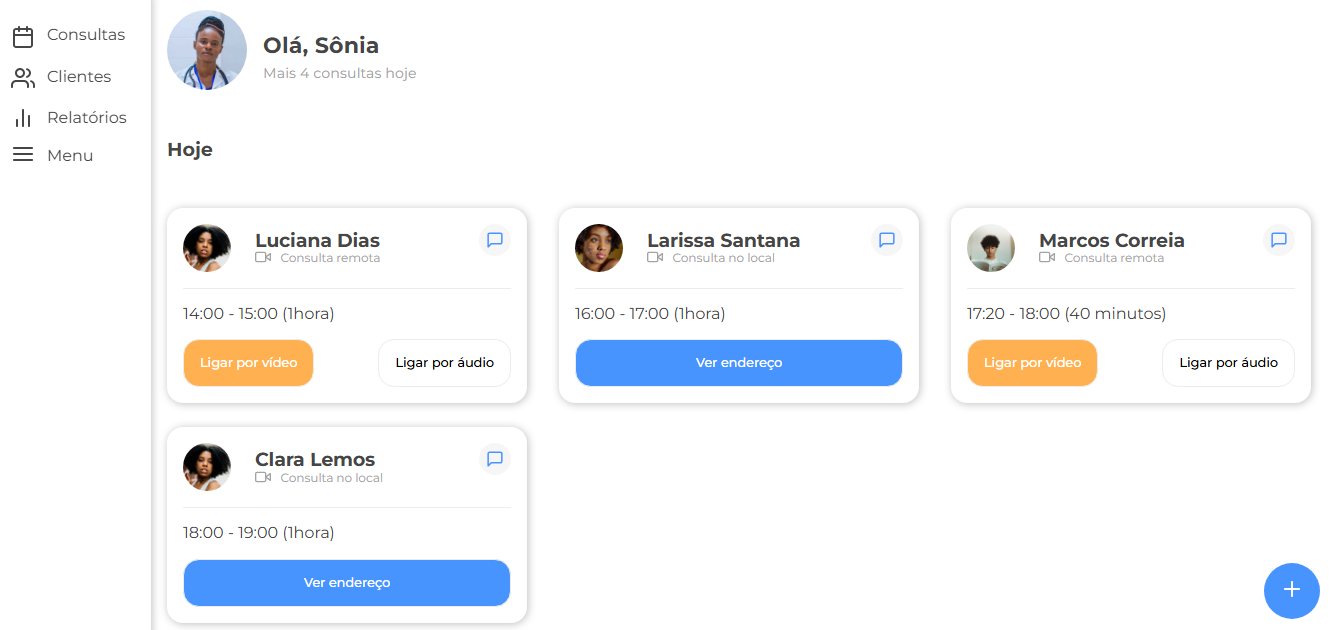 Consultas
Clientes
Relatórios
Menu
Olá, Sônia
Mais 4 consultas hoje
Hoje
Luciana Dias
Consulta remota
14:00 - 15:00 (1hora)
Ligar por vídeo
Ligar por áudio
Larissa Santana
Consulta no local
16:00 - 17:00 (1hora)
Ver endereço
Marcos Correia
Consulta remota
17:20 - 18:00 (40 minutos)
Ligar por vídeo
Ligar por áudio
Clara Lemos
Consulta no local
18:00 - 19:00 (1hora)
Ver endereço